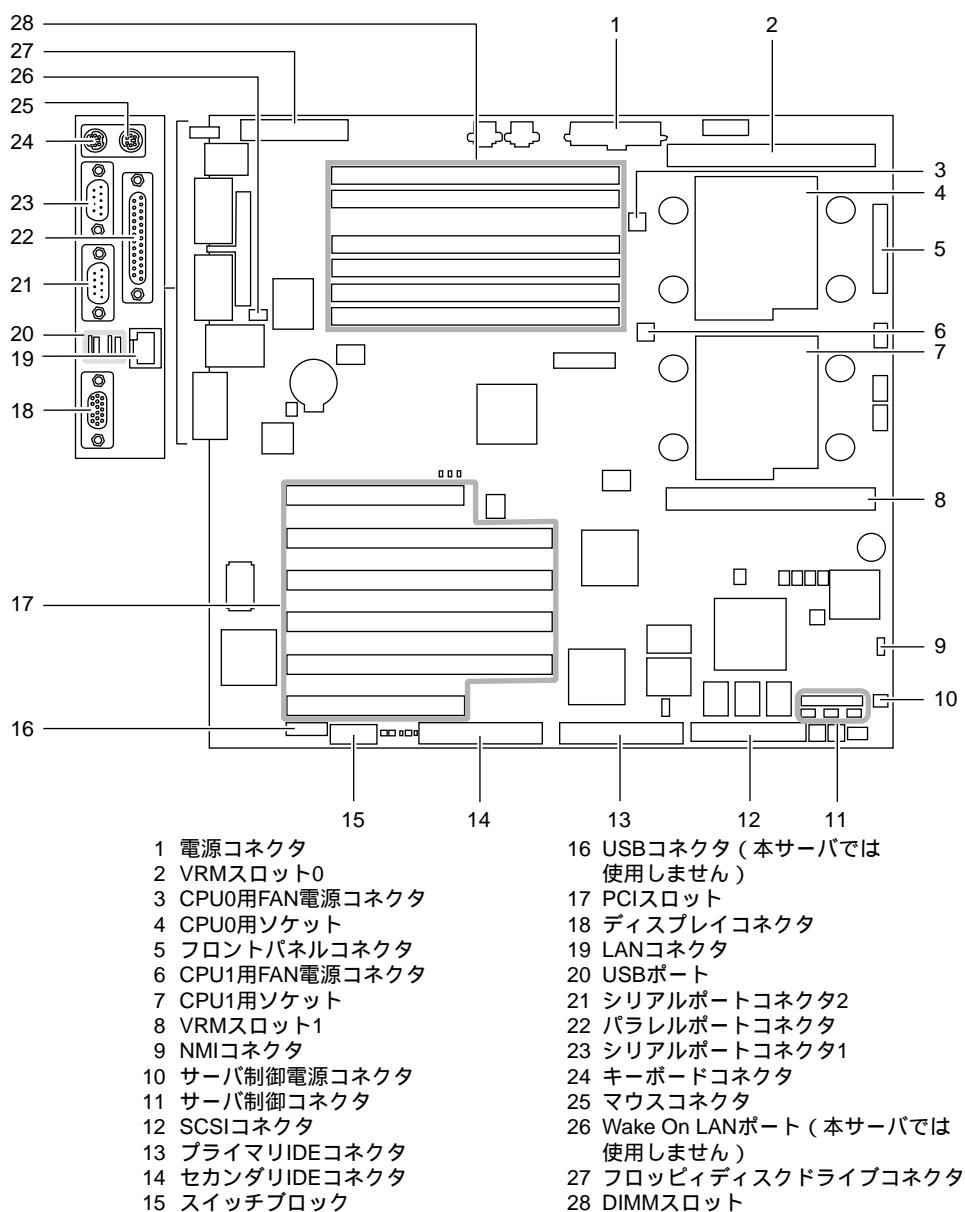 28
27
26
25
24
23
22
21
20
19
18
17
16
1
2
3
4
5
6
7
8
9
10
15
14
13
12
11
1 電源コネクタ
2 VRMスロット0
3 CPU0用FAN電源コネクタ
4 CPU0用ソケット
5 フロントパネルコネクタ
6 CPU1用FAN電源コネクタ
7 CPU1用ソケット
8 VRMスロット1
9 NMIコネクタ
10 サーバ制御電源コネクタ
11 サーバ制御コネクタ
12 SCSIコネクタ
13 プライマリIDEコネクタ
14 セカンダリIDEコネクタ
15 スイッチブロック
16 USBコネクタ（本サーバでは
使用しません）
17 PCIスロット
18 ディスプレイコネクタ
19 LANコネクタ
20 USBポート
21 シリアルポートコネクタ2
22 パラレルポートコネクタ
23 シリアルポートコネクタ1
24 キーボードコネクタ
25 マウスコネクタ
26 Wake On LANポート（本サーバでは
使用しません）
27 フロッピィディスクドライブコネクタ
28 DIMMスロット